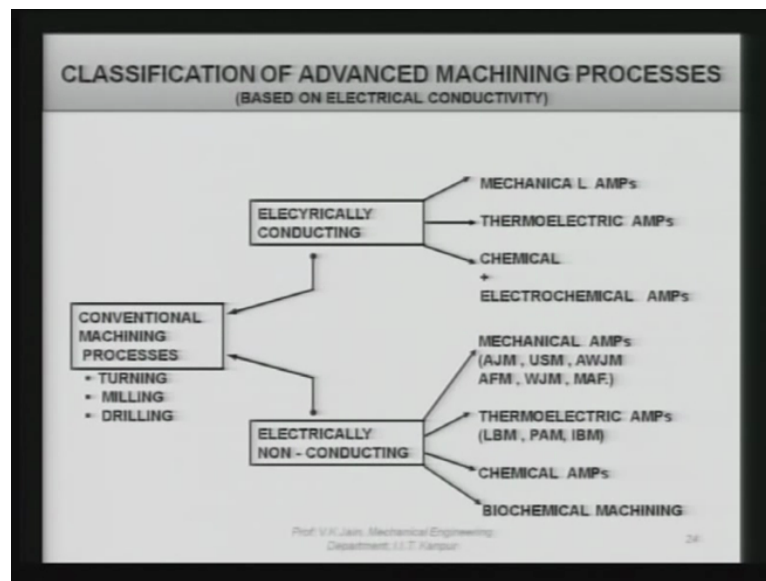 CLASSIFICATION OF ADVANCED MACHINING PROCESSES
(BASED ON ELECTRICAL CONDUCTIVITY)
MECHANICA L AMPs
ELECYRICALLY
CONDUCTING
THERMOELECTRIC AMPs
CHEMICAL
+
ELECTROCHEMICAL AMPs
CONVENTIONAL
MACHINING
PROCESSES
• TURNING
• MILLING
• DRILLING
MECHANICAL AMPs
(AJM, USM, AWJM
AFM, WJM, MAF.)
ELECTRICALLY
NON - CONDUCTING
THERMOELECTRIC AMPs
(LBM, PAM, IBM)
CHEMICAL AMPs
BIOCHEMICAL MACHINING
Prof. V.K.Jain, Mechanical Engineering
Department, I.I.T. Kanpur
24